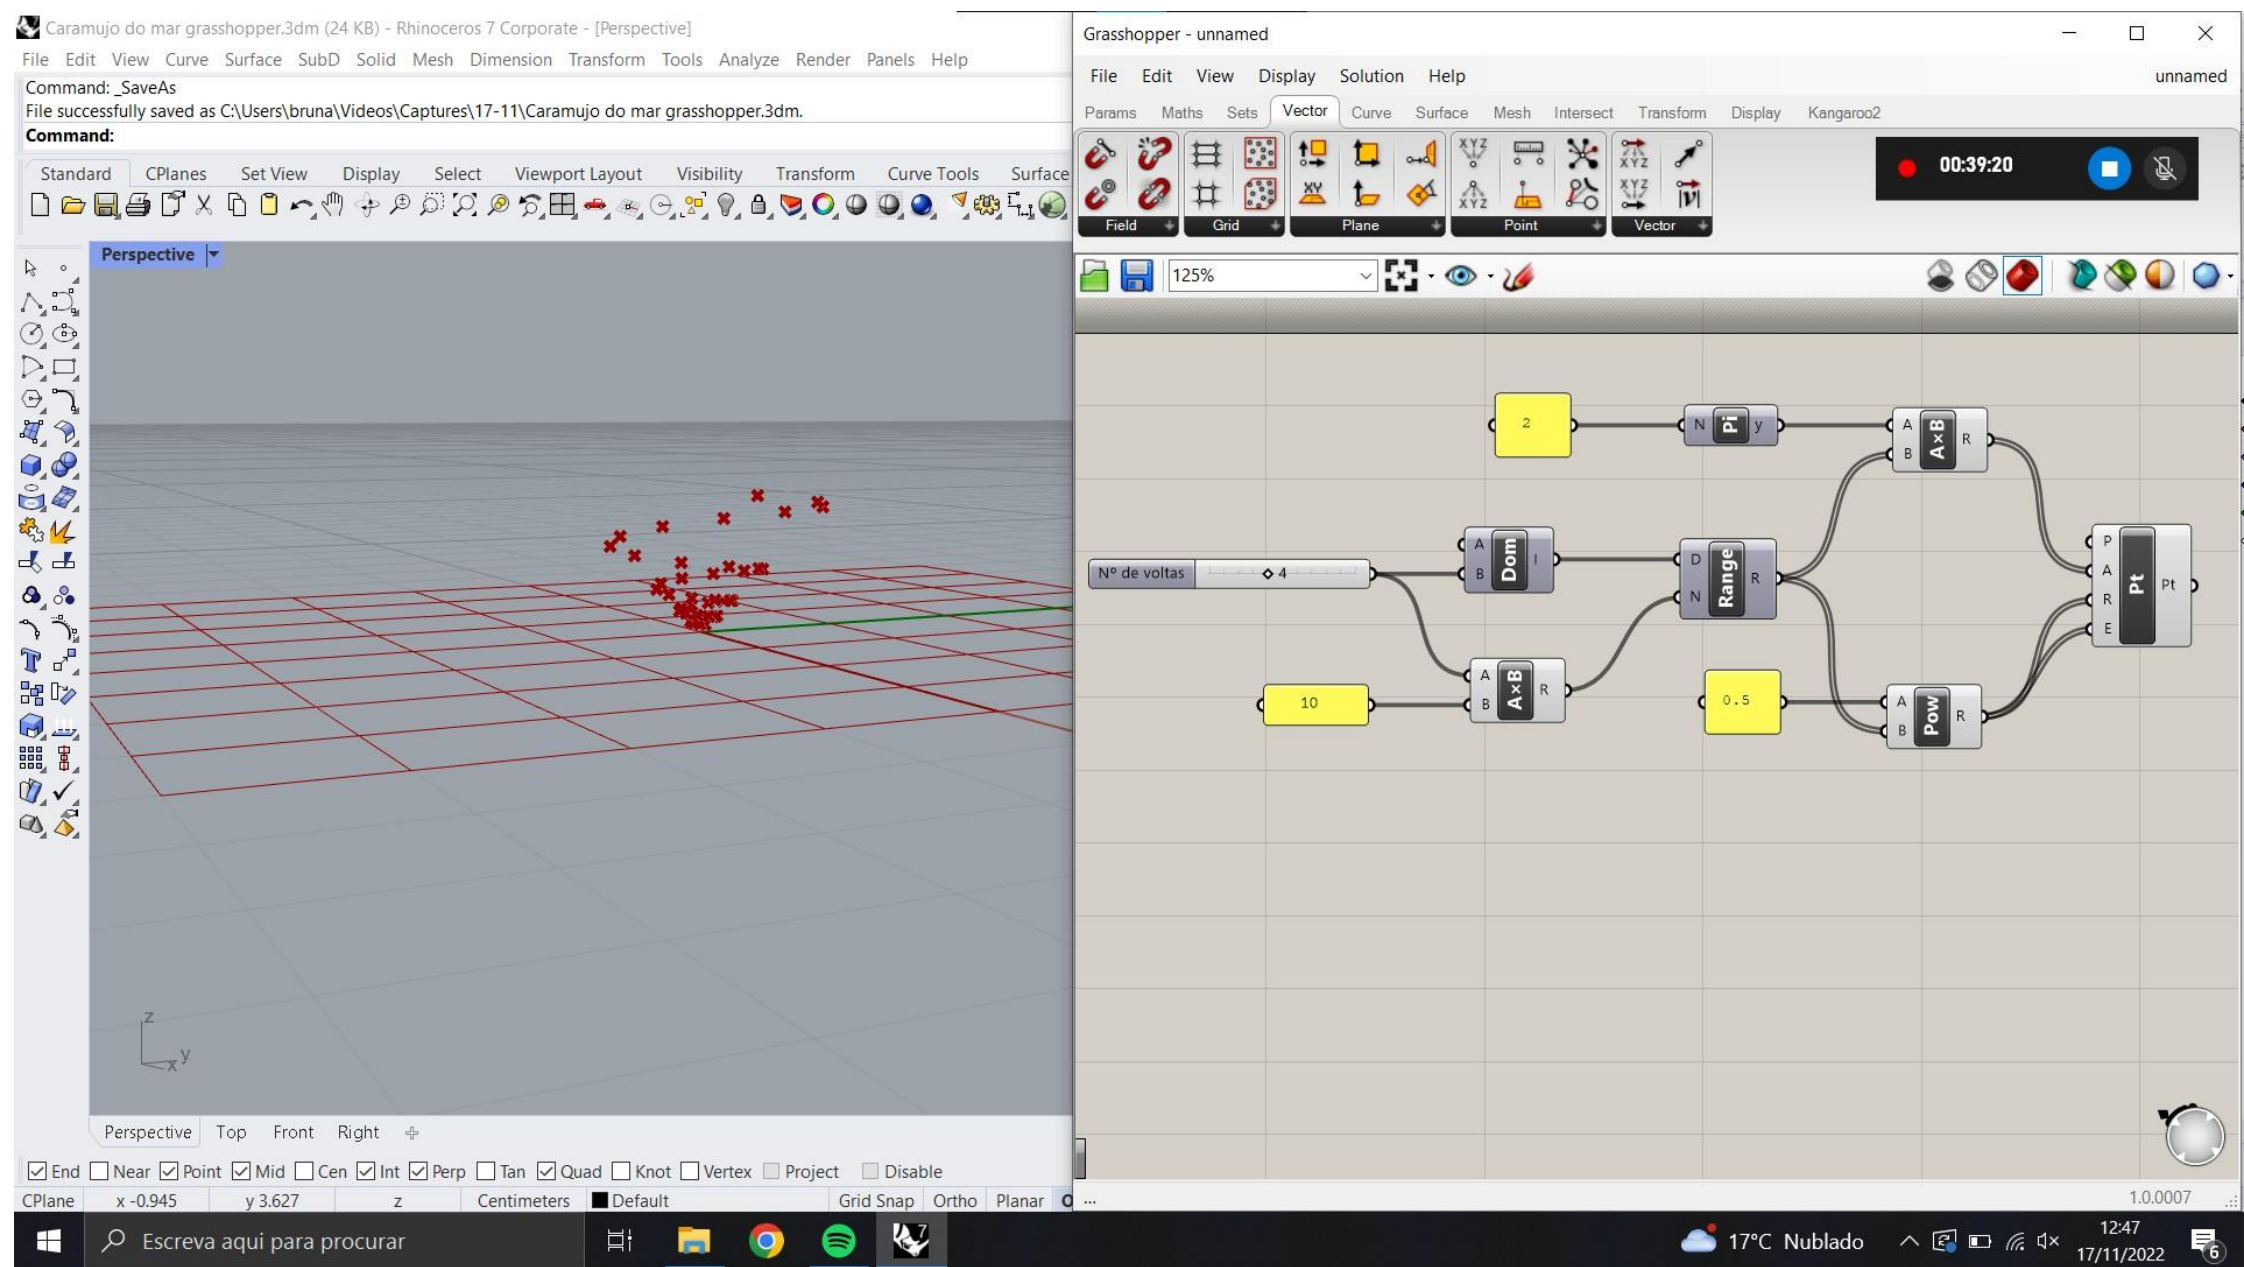 Caramujo do mar grasshopper.3dm (24 KB) - Rhinoceros 7 Corporate - [Perspective]
File Edit View Curve Surface SubD Solid Mesh Dimension Transform Tools Analyze Render Panels Help
Command: _SaveAs
File successfully saved as C:\Users\bruna\Videos\Captures\17-11\Caramujo do mar grasshopper.3dm.
Command:
Standard CPlanes Set View Display Select Viewport Layout Visibility Transform Curve Tools Surface
Perspective
z
y
x
Perspective Top Front Right
End Near Point Mid Cen Int Perp Tan Quad Knot Vertex Project Disable
CPlane x -0.945 y 3.627 z Centimeters Default Grid Snap Ortho Planar O
Grasshopper - unnamed
File Edit View Display Solution Help unnamed
Params Maths Sets Vector Curve Surface Mesh Intersect Transform Display Kangaroo2
XY
XYZ
XYZ
XYZ
XYZ
|V|
Field Grid Plane Point Vector
00:39:20
125%
2
N Pi y
A B A×B R
Nº de voltas 4
A B Dom I
D N Range R
P A R E Pt Pt
10
A B A×B R
0.5
A B Pow R
... 1.0.0007
Escreva aqui para procurar
7
17°C Nublado
12:47
17/11/2022
6